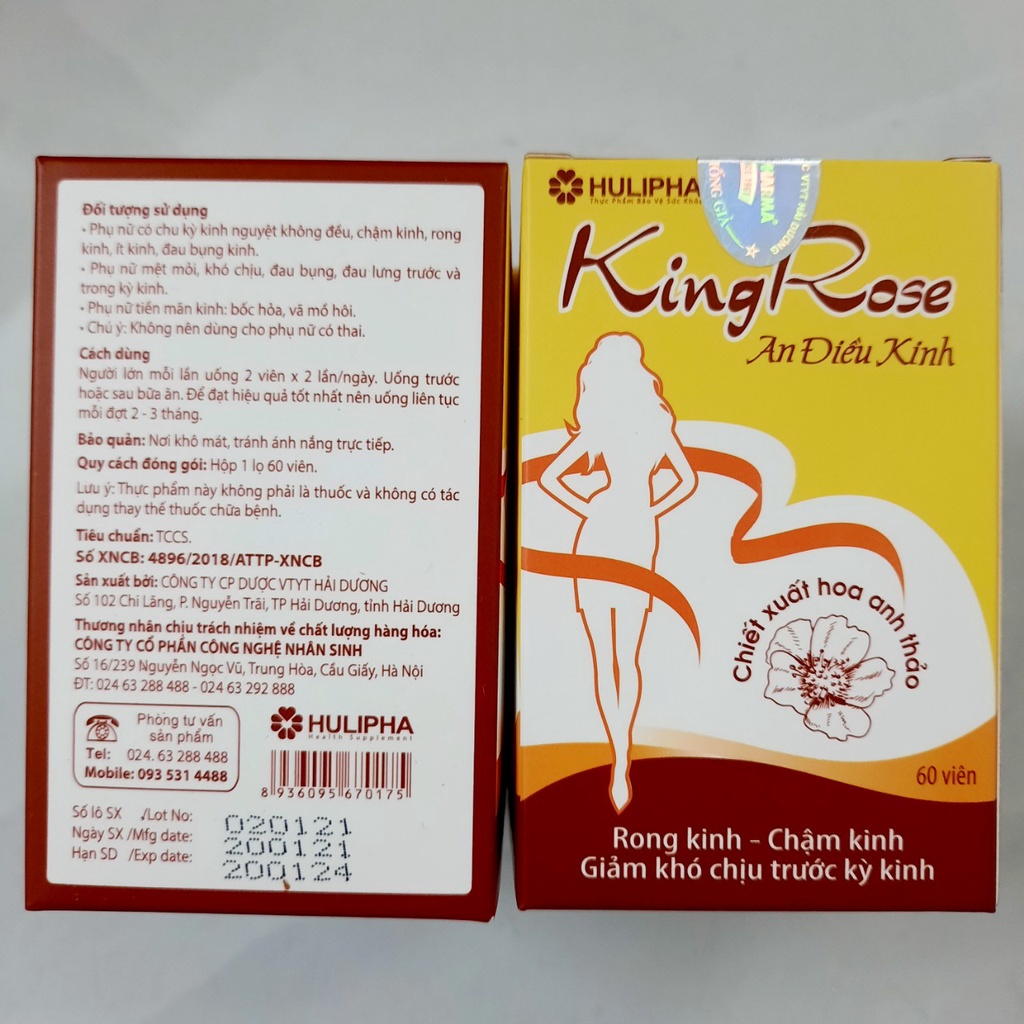 Đối tượng sử dụng
• Phụ nữ có chu kỳ kinh nguyệt không đều, chậm kinh, rong
kinh, ít kinh, đau bụng kinh.
• Phụ nữ mệt mỏi, khó chịu, đau bụng, đau lưng trước và
trong kỳ kinh.
• Phụ nữ tiền mãn kinh: bốc hỏa, vã mồ hôi.
• Chú ý: Không nên dùng cho phụ nữ có thai.
Cách dùng
Người lớn mỗi lần uống 2 viên x 2 lần/ngày. Uống trước
hoặc sau bữa ăn. Để đạt hiệu quả tốt nhất nên uống liên tục
mỗi đợt 2 - 3 tháng.
Bảo quản: Nơi khô mát, tránh ánh nắng trực tiếp.
Quy cách đóng gói: Hộp 1 lọ 60 viên.
Lưu ý: Thực phẩm này không phải là thuốc và không có tác
dụng thay thế thuốc chữa bệnh.
Tiêu chuẩn: TCCS.
Số XNCB: 4896/2018/ATTP-XNCB
Sản xuất bởi: CÔNG TY CP DƯỢC VTYT HẢI DƯỜNG
Số 102 Chi Lăng, P. Nguyễn Trãi, TP Hải Dương, tỉnh Hải Dương
Thương nhân chịu trách nhiệm về chất lượng hàng hóa:
CÔNG TY CỔ PHẦN CÔNG NGHỆ NHÂN SINH
Số 16/239 Nguyễn Ngọc Vũ, Trung Hòa, Cầu Giấy, Hà Nội
ĐT: 024 63 288 488 - 024 63 292 888
Phòng tư vấn
sản phẩm
Tel: 024. 63 288 488
Mobile: 093 531 4488
HULIPHA
Health Supplement
8 936095 670175
Số lô SX /Lot No: 020121
Ngày SX /Mfg date: 200121
Hạn SD /Exp date: 200124
HULIPHA
Thực Phẩm Bảo Vệ Sức Khỏe
PHARMA
VTYT HẢI DƯƠNG
CHỐNG GIẢ
KingRose
An Điều Kinh
Chiết xuất hoa anh thảo
60 viên
Rong kinh - Chậm kinh
Giảm khó chịu trước kỳ kinh